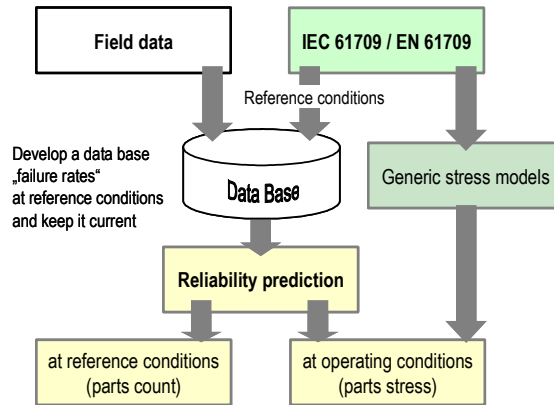 Field data
IEC 61709 / EN 61709
Reference conditions
Develop a data base
„failure rates“
at reference conditions
and keep it current
Data Base
Generic stress models
Reliability prediction
at reference conditions
(parts count)
at operating conditions
(parts stress)